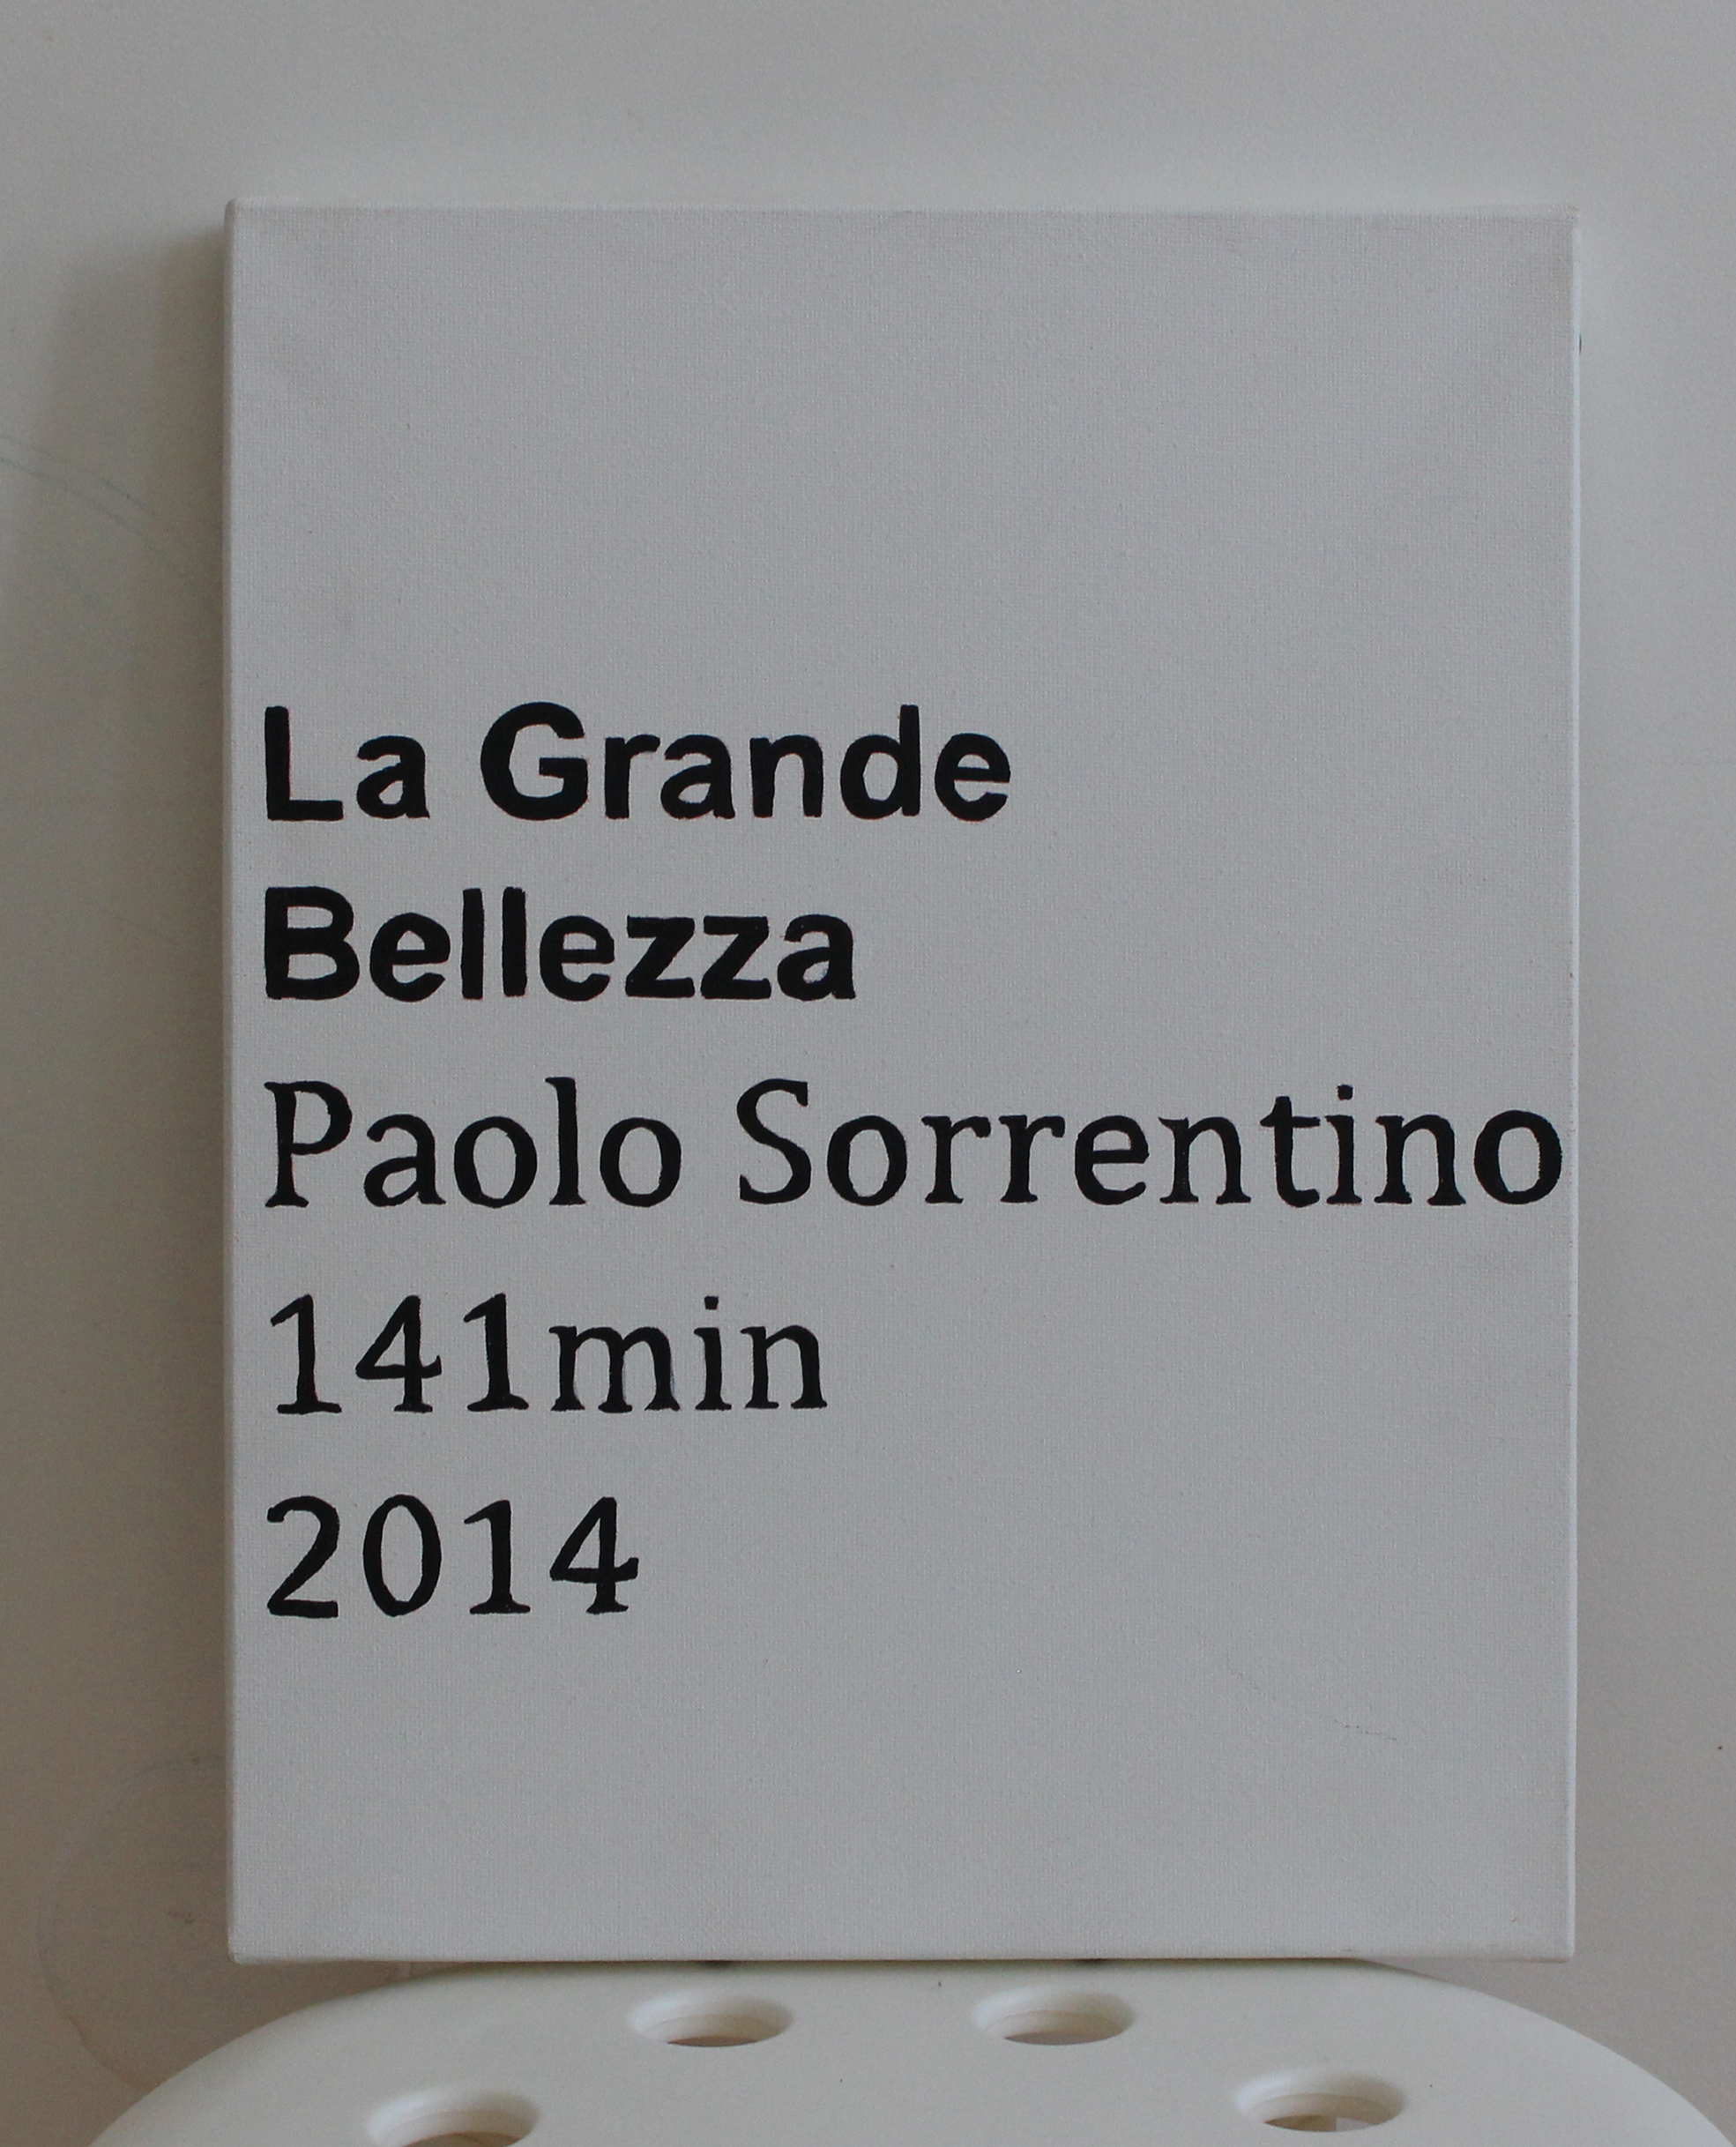 La Grande
Bellezza
Paolo Sorrentino
141min
2014